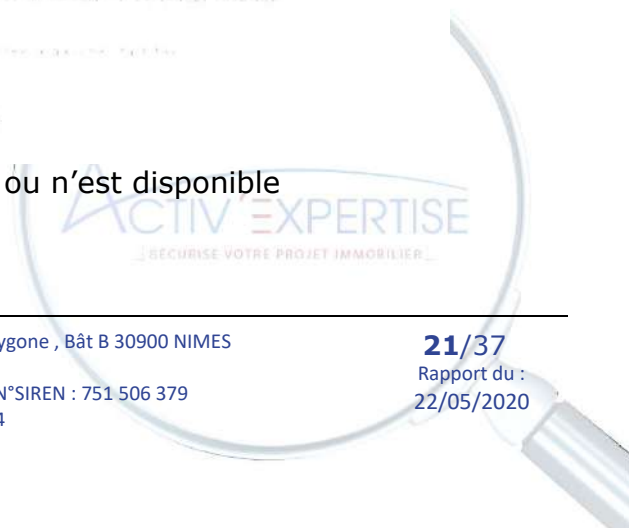 ou n’est disponible
ACTIV'EXPERTISE
SÉCURISE VOTRE PROJET IMMOBILIER
ygone , Bât B 30900 NIMES
N°SIREN : 751 506 379
4
21/37
Rapport du :
22/05/2020